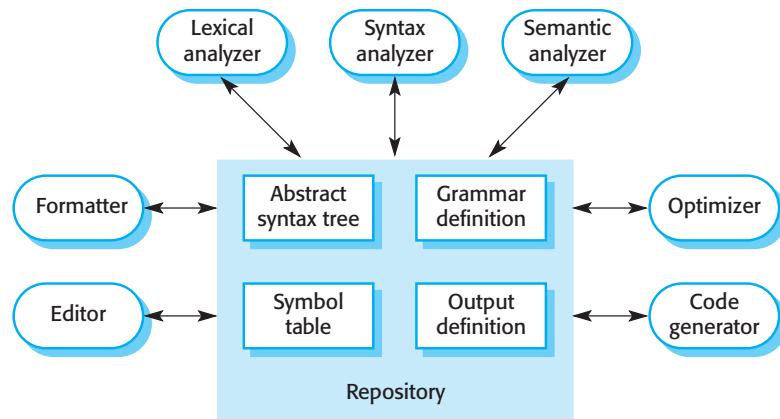 Lexical
analyzer
Syntax
analyzer
Semantic
analyzer
Formatter
Abstract
syntax tree
Grammar
definition
Optimizer
Editor
Symbol
table
Output
definition
Code
generator
Repository